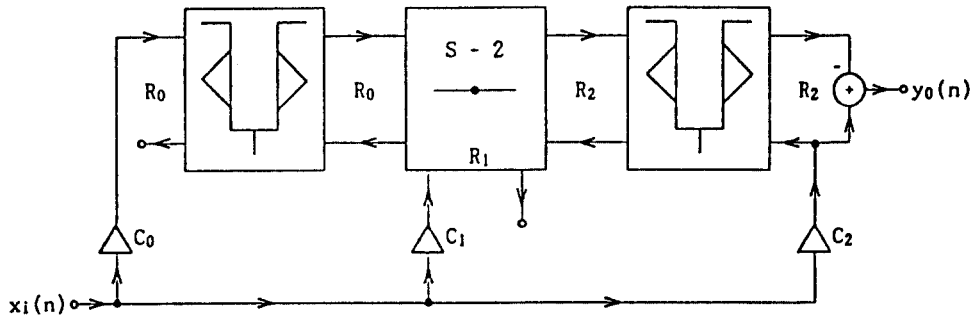 S - 2
-
R₀
R₀
R₂
R₂
+
y₀(n)
R₁
C₀
C₁
C₂
xᵢ(n)